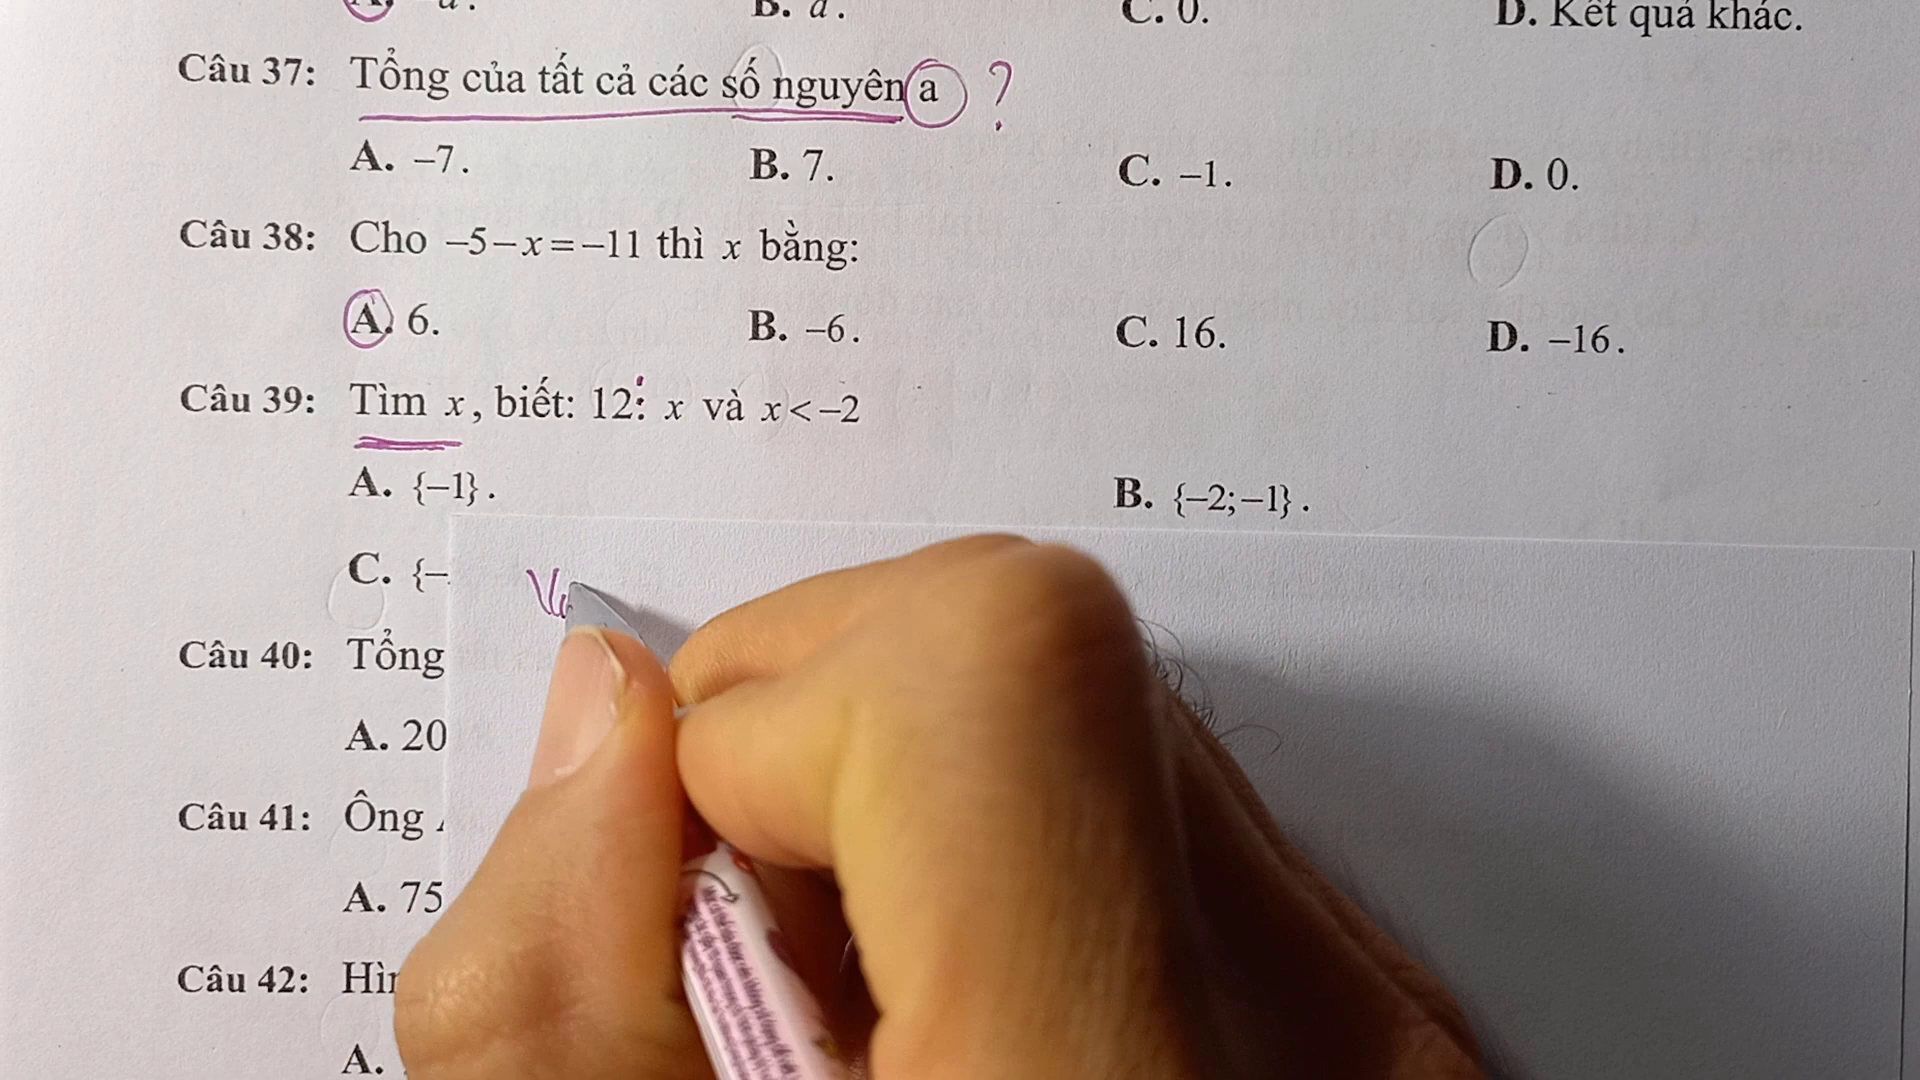 B. a.
C. 0.
D. Kết quả khác.
Câu 37: Tổng của tất cả các số nguyên a ?
A. −7.
B. 7.
C. −1.
D. 0.
Câu 38: Cho −5−x=−11 thì x bằng:
A. 6.
B. −6.
C. 16.
D. −16.
Câu 39: Tìm x, biết: 12⋮ x và x<−2
A. {−1}.
B. {−2;−1}.
C. {−
Câu 40: Tổng
A. 20
Câu 41: Ông
A. 75
Câu 42:
A.